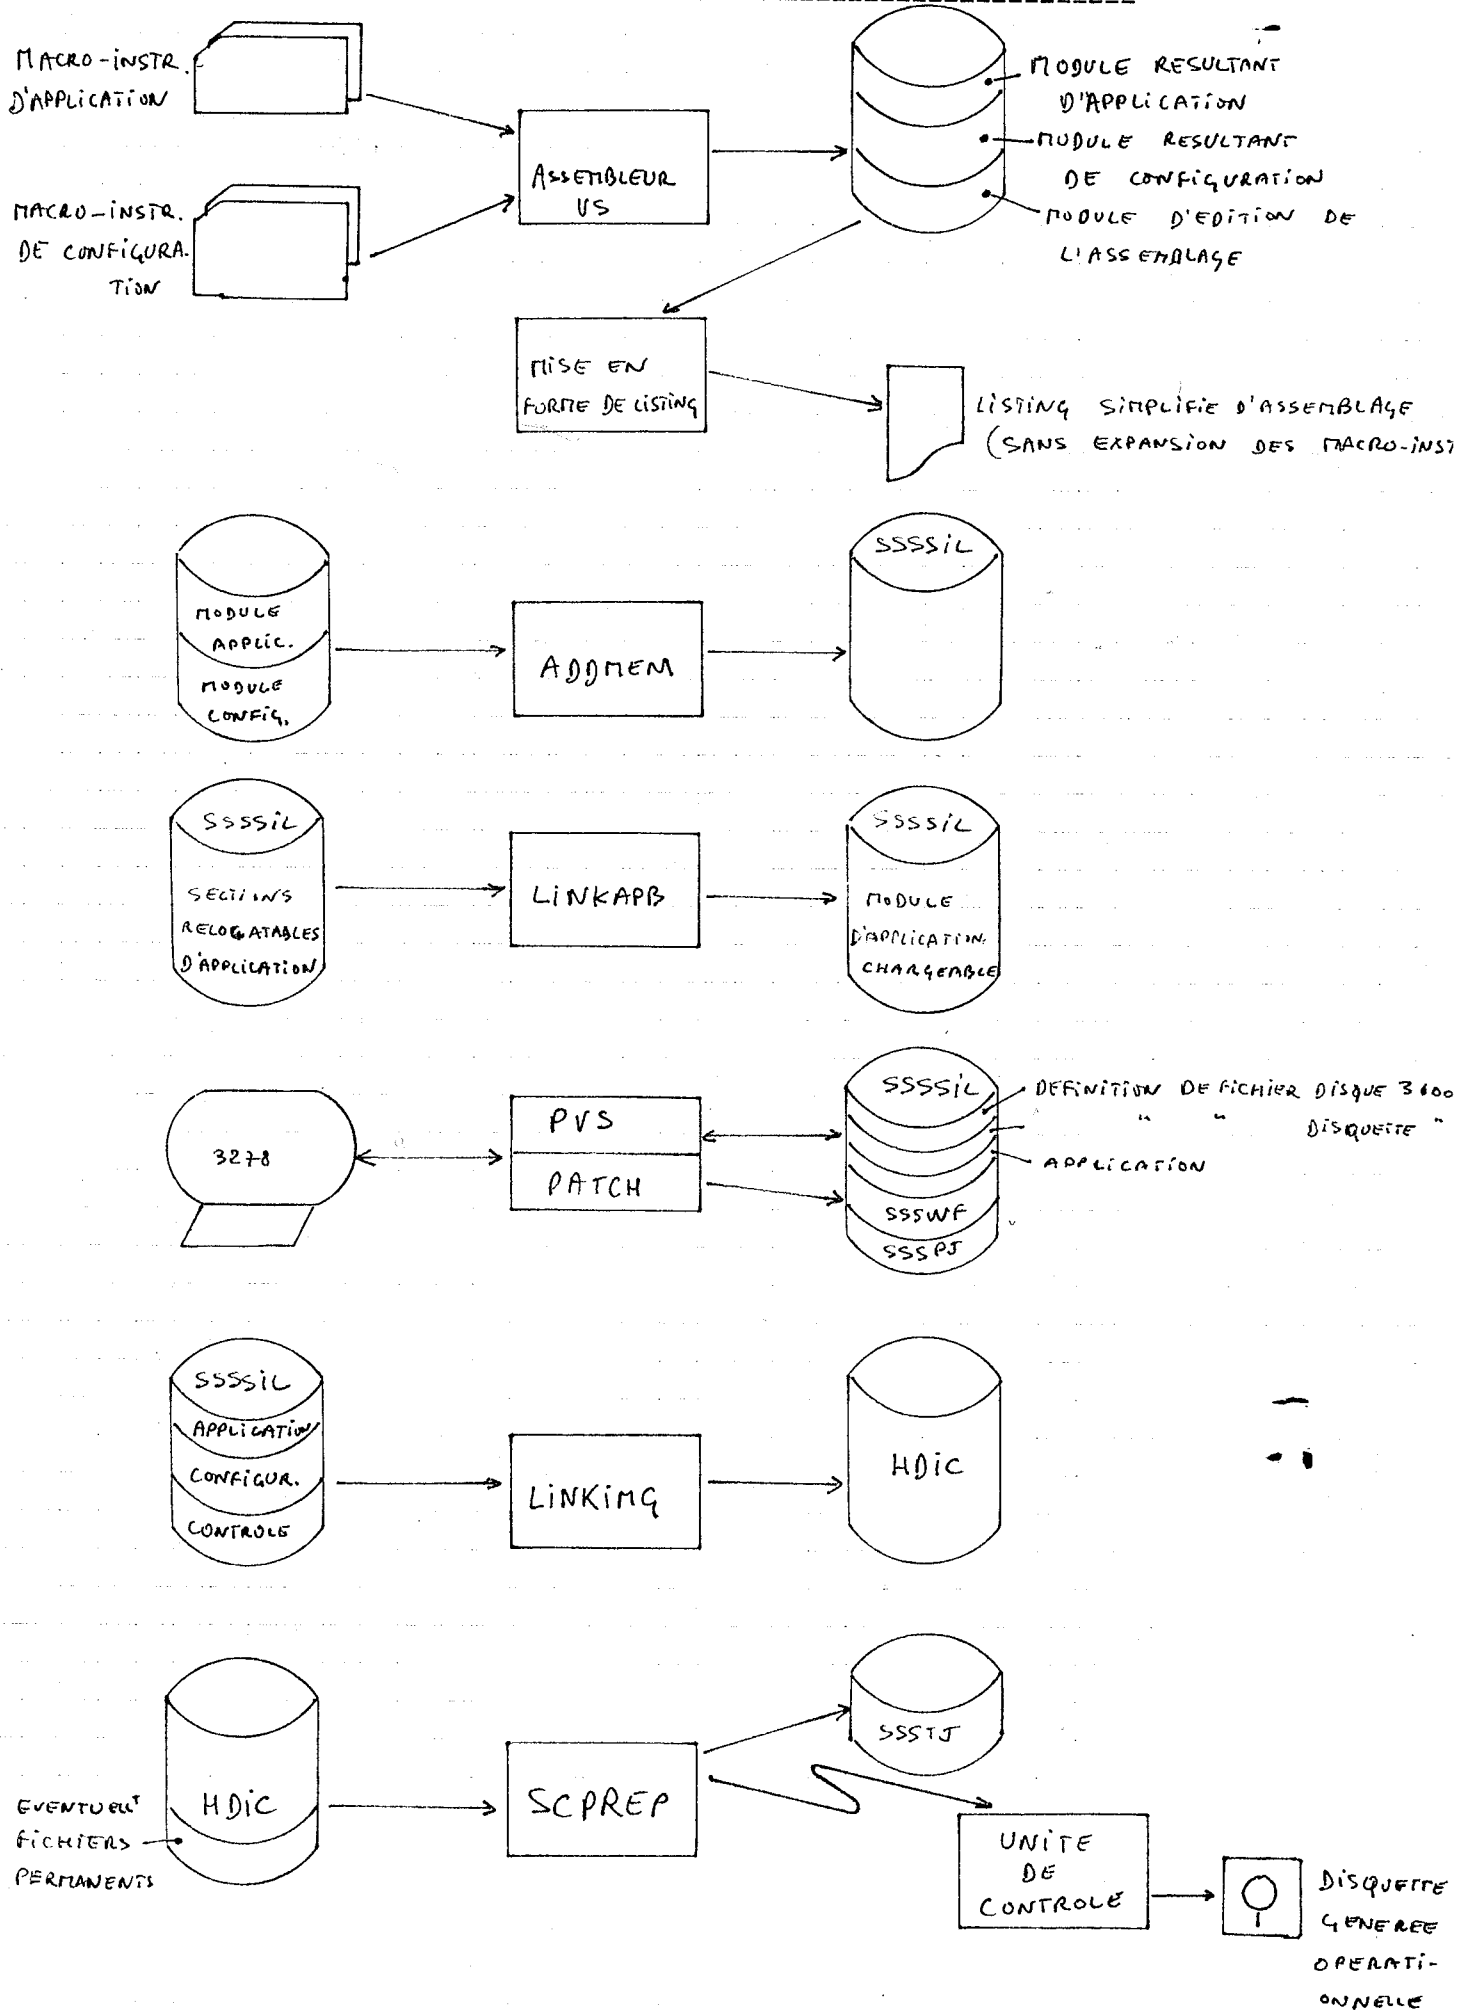 MACRO-INSTR.
D'APPLICATION
MACRO-INSTR.
DE CONFIGURA.
TION
ASSEMBLEUR
VS
MODULE RESULTANT
D'APPLICATION
MODULE RESULTANT
DE CONFIGURATION
MODULE D'EDITION DE
L'ASSEMBLAGE
MISE EN
FORME DE LISTING
LISTING SIMPLIFIE D'ASSEMBLAGE
(SANS EXPANSION DES MACRO-INST
MODULE
APPLIC.
MODULE
CONFIG.
ADDMEM
SSSSIL
SSSSIL
SECTIONS
RELOGATABLES
D'APPLICATION
LINKAPB
SSSSIL
MODULE
D'APPLICATION
CHARGEABLE
3278
PVS
PATCH
SSSSIL
SSSWF
SSSPJ
DEFINITION DE FICHIER DISQUE 3600
" " DISQUETTE "
APPLICATION
SSSSIL
APPLICATION
CONFIGUR.
CONTROLE
LINKIMG
HDIC
EVENTUELLT
FICHIERS
PERMANENTS
HDIC
SCPREP
SSSTJ
UNITE
DE
CONTROLE
DISQUETTE
GENEREE
OPERATI-
ONNELLE